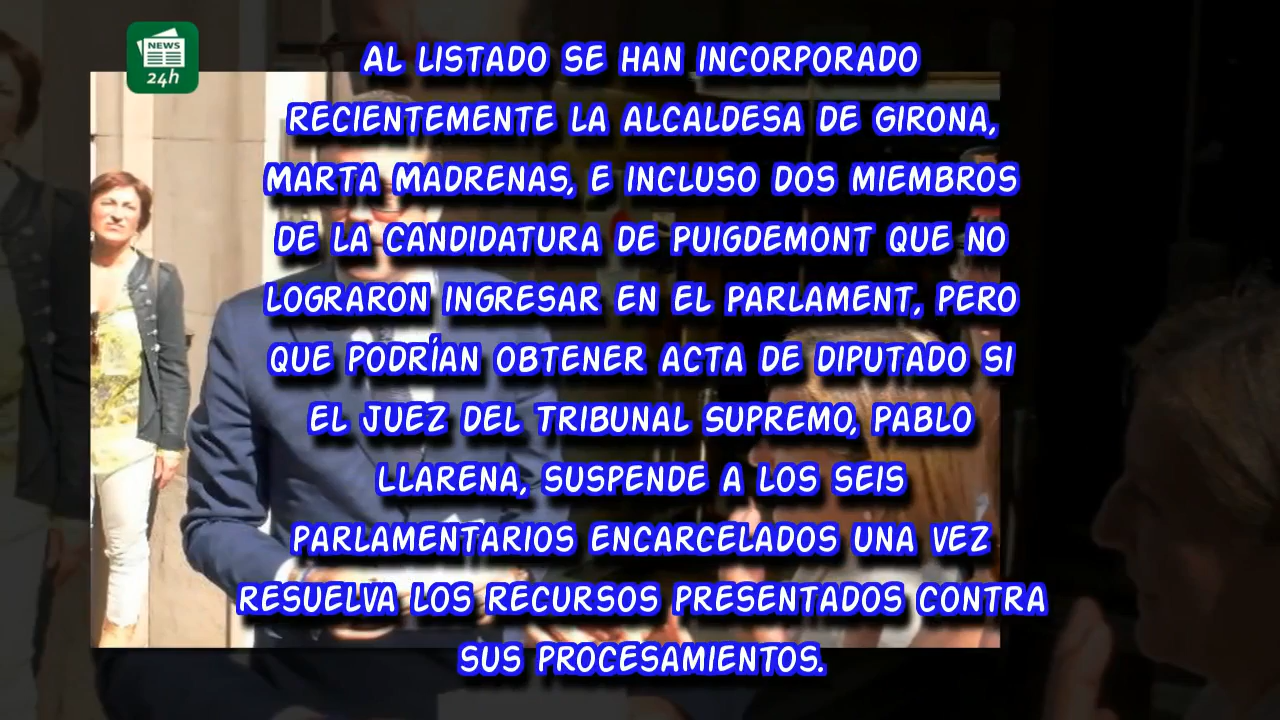 NEWS
24h
AL LISTADO SE HAN INCORPORADO
RECIENTEMENTE LA ALCALDESA DE GIRONA,
MARTA MADRENAS, E INCLUSO DOS MIEMBROS
DE LA CANDIDATURA DE PUIGDEMONT QUE NO
LOGRARON INGRESAR EN EL PARLAMENT, PERO
QUE PODRÍAN OBTENER ACTA DE DIPUTADO SI
EL JUEZ DEL TRIBUNAL SUPREMO, PABLO
LLARENA, SUSPENDE A LOS SEIS
PARLAMENTARIOS ENCARCELADOS UNA VEZ
RESUELVA LOS RECURSOS PRESENTADOS CONTRA
SUS PROCESAMIENTOS.